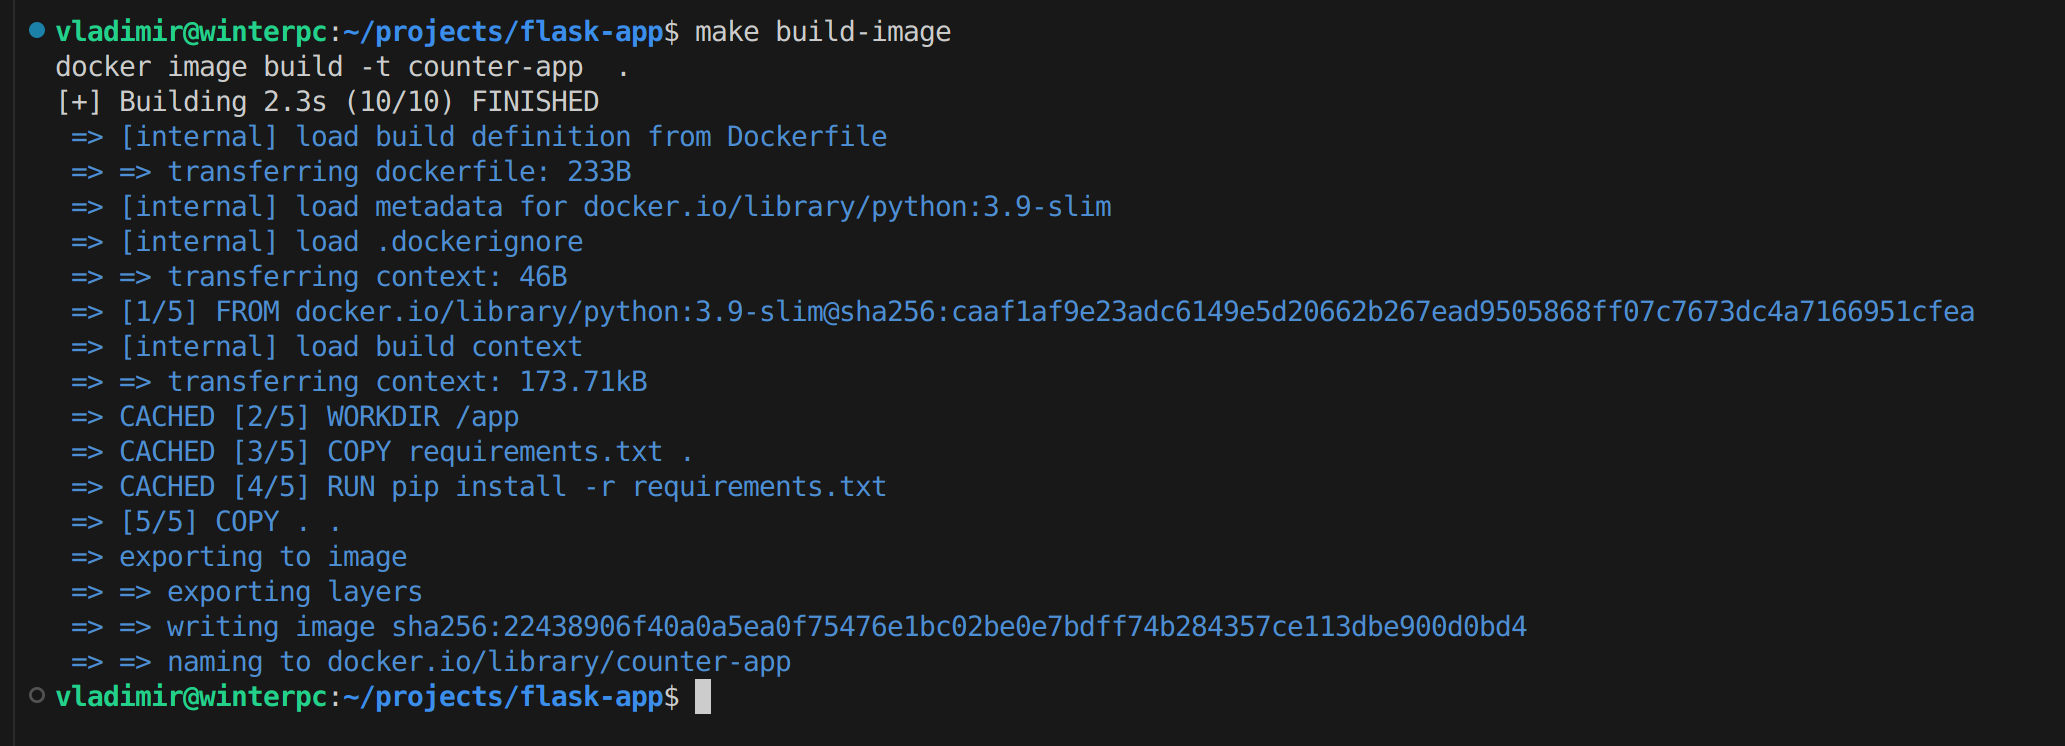 vladimir@winterpc:~/projects/flask-app$ make build-image
docker image build -t counter-app  .
[+] Building 2.3s (10/10) FINISHED
 => [internal] load build definition from Dockerfile
 => => transferring dockerfile: 233B
 => [internal] load metadata for docker.io/library/python:3.9-slim
 => [internal] load .dockerignore
 => => transferring context: 46B
 => [1/5] FROM docker.io/library/python:3.9-slim@sha256:caaf1af9e23adc6149e5d20662b267ead9505868ff07c7673dc4a7166951cfea
 => [internal] load build context
 => => transferring context: 173.71kB
 => CACHED [2/5] WORKDIR /app
 => CACHED [3/5] COPY requirements.txt .
 => CACHED [4/5] RUN pip install -r requirements.txt
 => [5/5] COPY . .
 => exporting to image
 => => exporting layers
 => => writing image sha256:22438906f40a0a5ea0f75476e1bc02be0e7bdff74b284357ce113dbe900d0bd4
 => => naming to docker.io/library/counter-app
vladimir@winterpc:~/projects/flask-app$